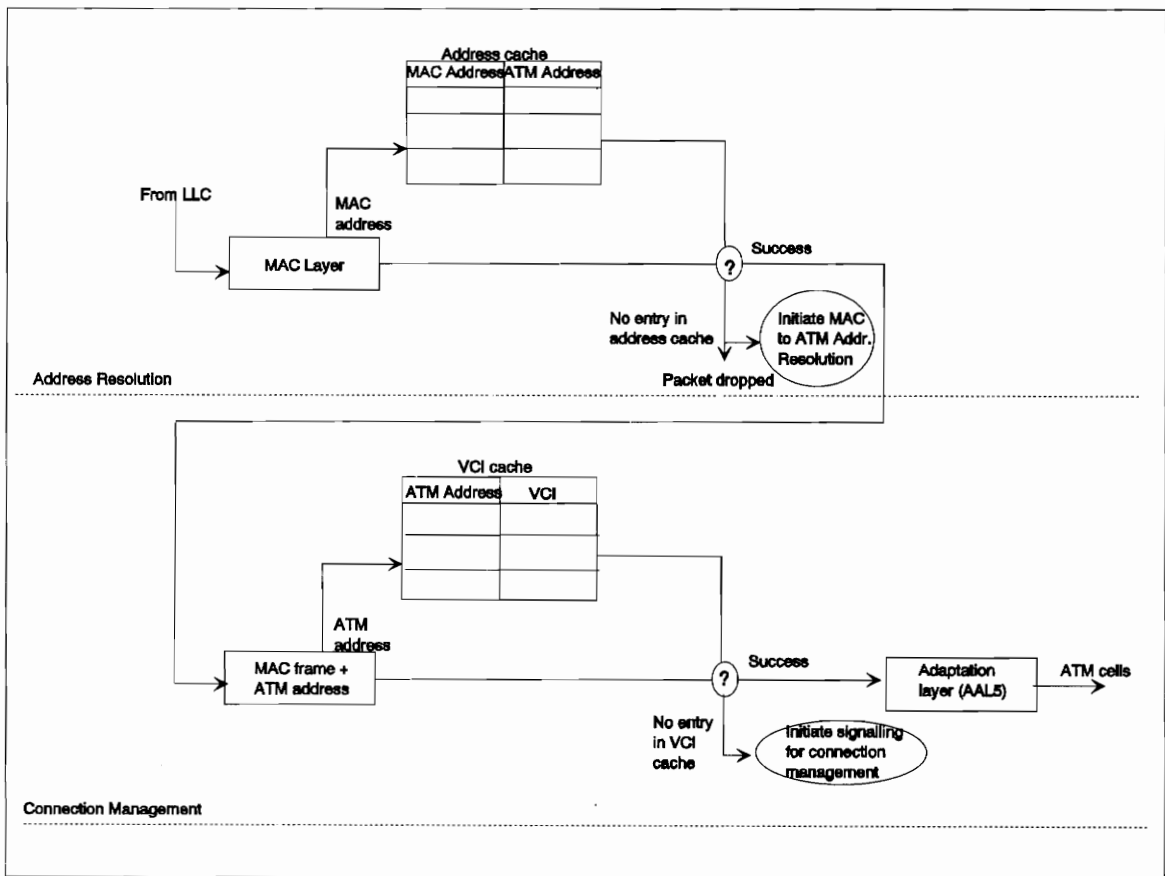 Address cache
MAC Address ATM Address
From LLC
MAC
address
MAC Layer
?
Success
No entry in
address cache
Initiate MAC
to ATM Addr.
Resolution
Packet dropped
Address Resolution
VCI cache
ATM Address VCI
ATM
address
MAC frame +
ATM address
?
Success
Adaptation
layer (AAL5)
ATM cells
No entry
in VCI
cache
Initiate signalling
for connection
management
Connection Management